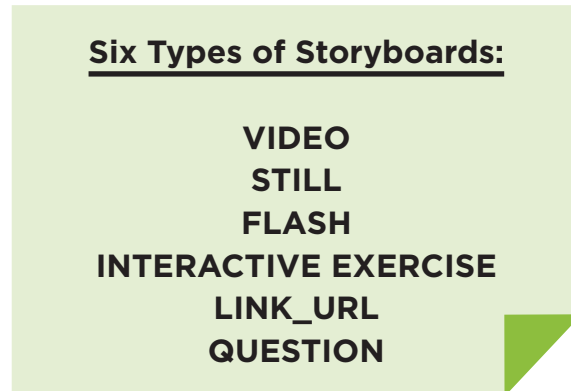 Six Types of Storyboards:
VIDEO
STILL
FLASH
INTERACTIVE EXERCISE
LINK_URL
QUESTION